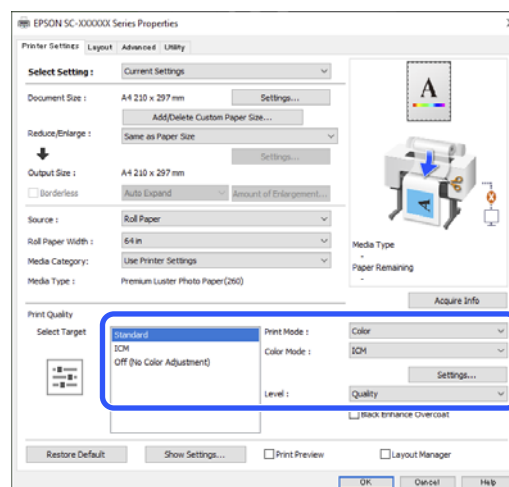 EPSON SC-XXXXXX Series Properties
Printer Settings Layout Advanced Utility
Select Setting : Current Settings
Document Size : A4 210 x 297 mm Settings...
Add/Delete Custom Paper Size...
Reduce/Enlarge : Same as Paper Size
Settings...
Output Size : A4 210 x 297 mm
Borderless Auto Expand Amount of Enlargement...
Source : Roll Paper
Roll Paper Width : 64 in
Media Category: Use Printer Settings
Media Type : Premium Luster Photo Paper(260)
A
A
Media Type
-
Paper Remaining
-
Acquire Info
Print Quality
Select Target
Standard
ICM
Off (No Color Adjustment)
Print Mode : Color
Color Mode : ICM
Settings...
Level : Quality
Black Enhance Overcoat
Restore Default Show Settings... Print Preview Layout Manager
OK Cancel Help